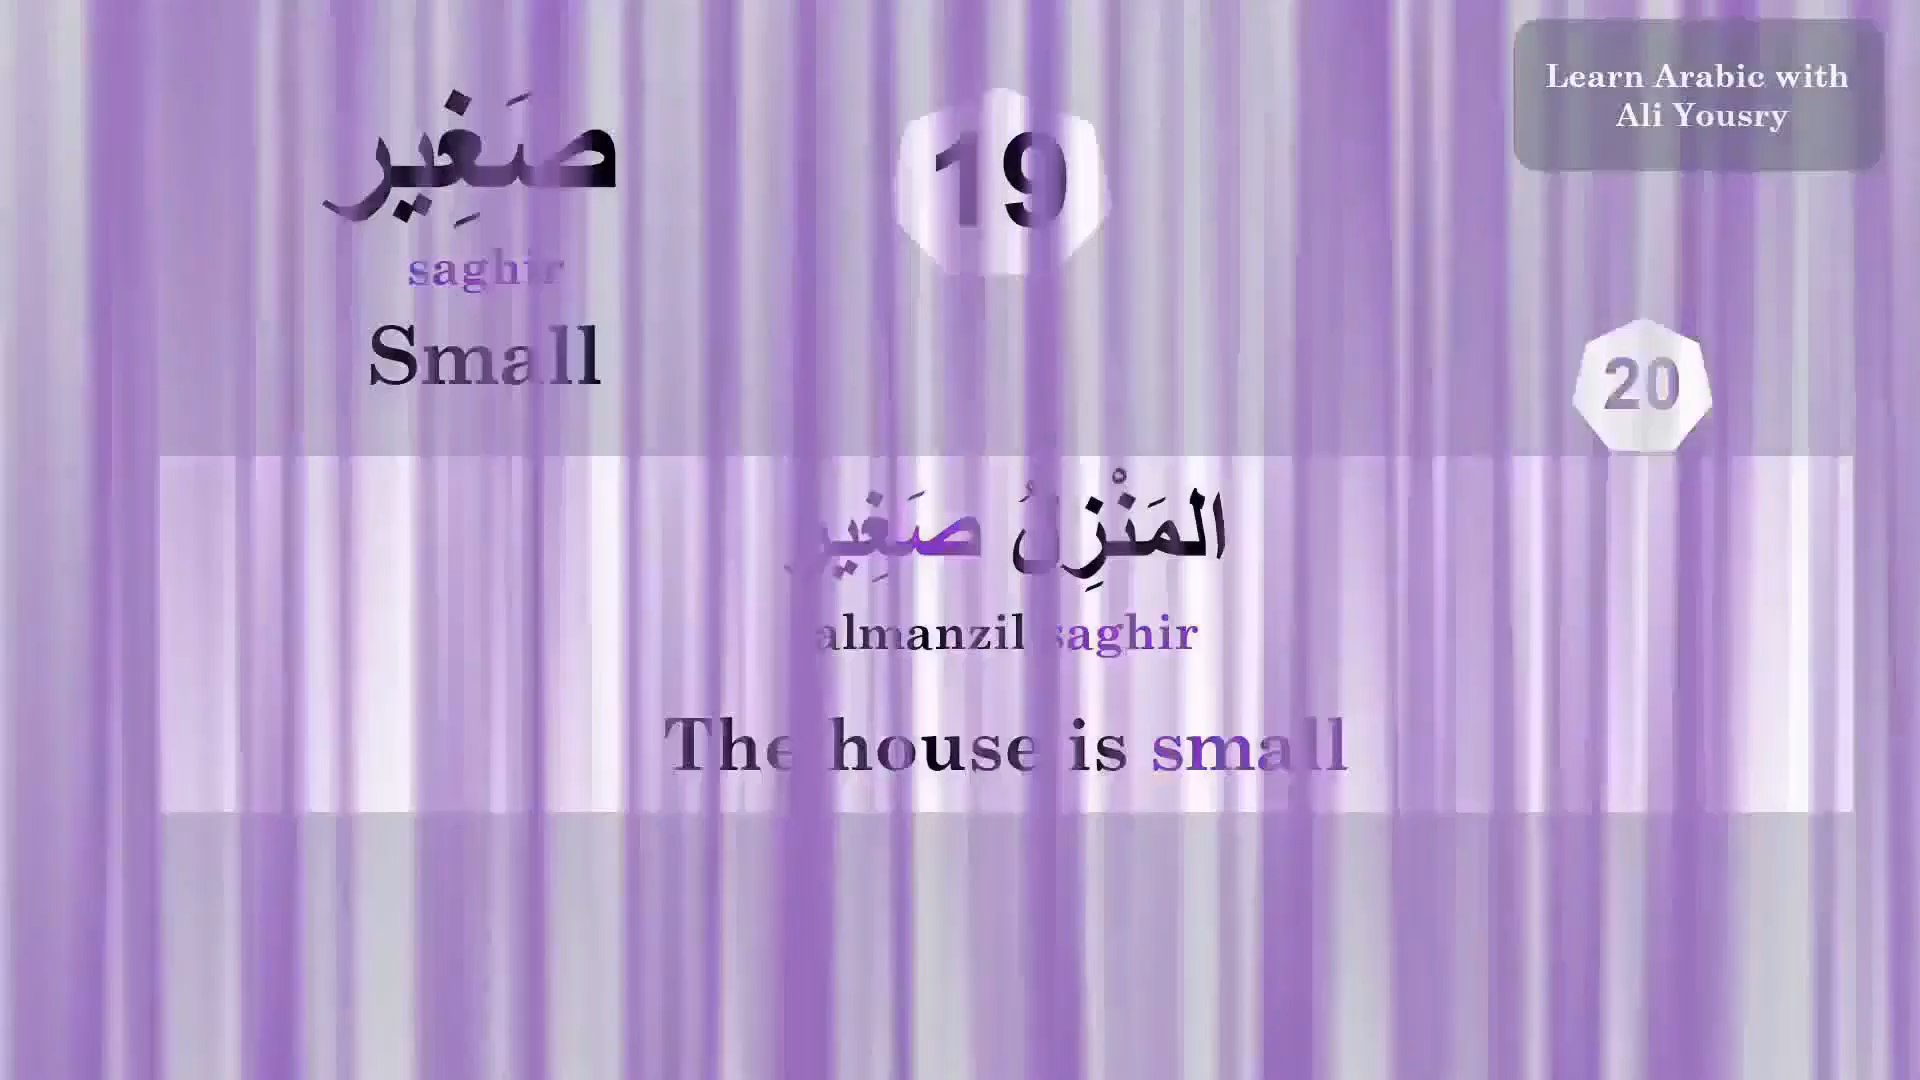 صَغِير
saghir
Small
19
Learn Arabic with
Ali Yousry
20
المَنْزِلُ صَغِير
almanzil saghir
The house is small